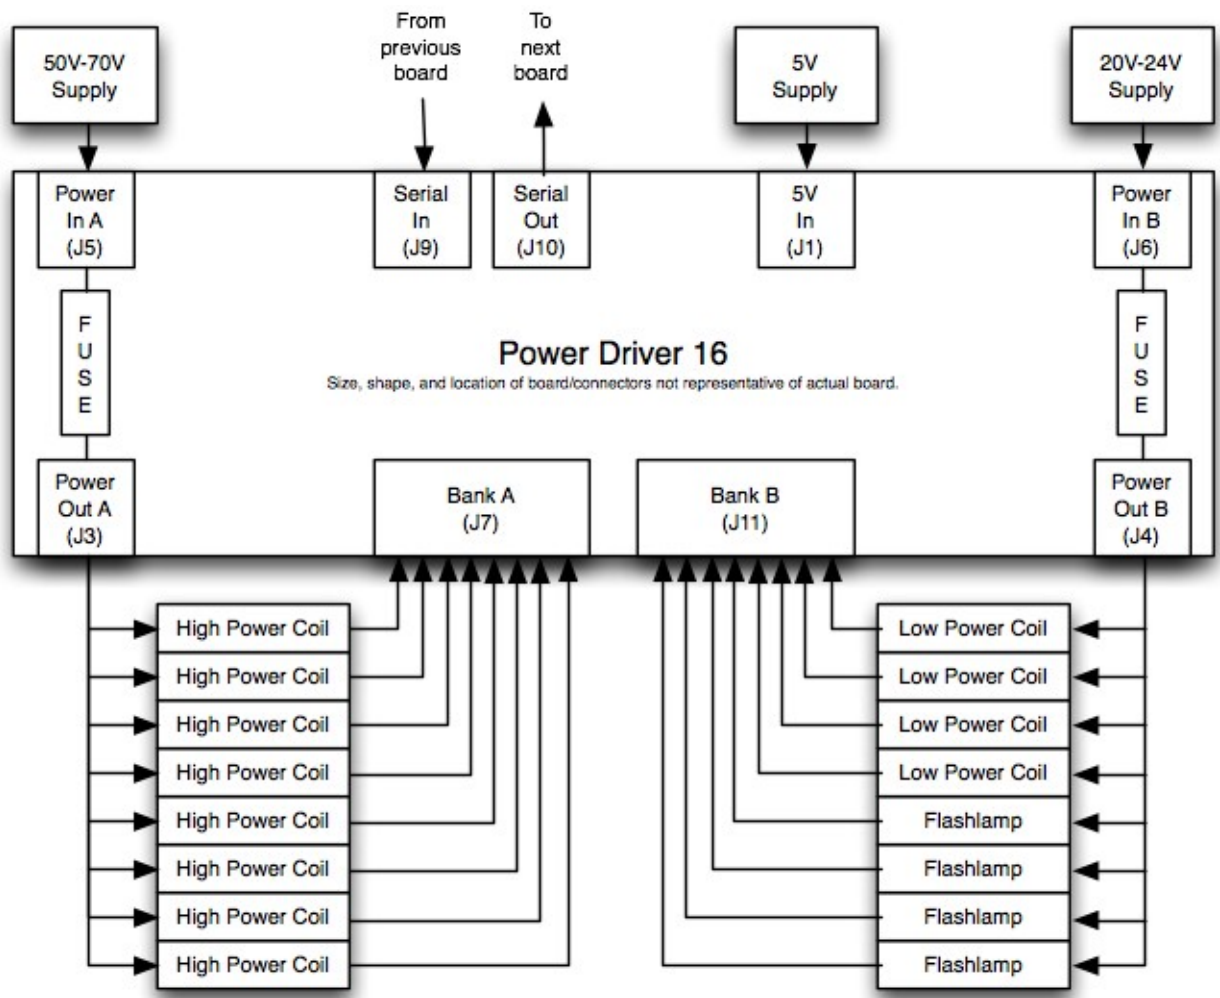 50V-70V
Supply
From
previous
board
To
next
board
5V
Supply
20V-24V
Supply
Power
In A
(J5)
Serial
In
(J9)
Serial
Out
(J10)
5V
In
(J1)
Power
In B
(J6)
F
U
S
E
F
U
S
E
Power Driver 16
Size, shape, and location of board/connectors not representative of actual board.
Power
Out A
(J3)
Bank A
(J7)
Bank B
(J11)
Power
Out B
(J4)
High Power Coil
High Power Coil
High Power Coil
High Power Coil
High Power Coil
High Power Coil
High Power Coil
High Power Coil
Low Power Coil
Low Power Coil
Low Power Coil
Low Power Coil
Flashlamp
Flashlamp
Flashlamp
Flashlamp